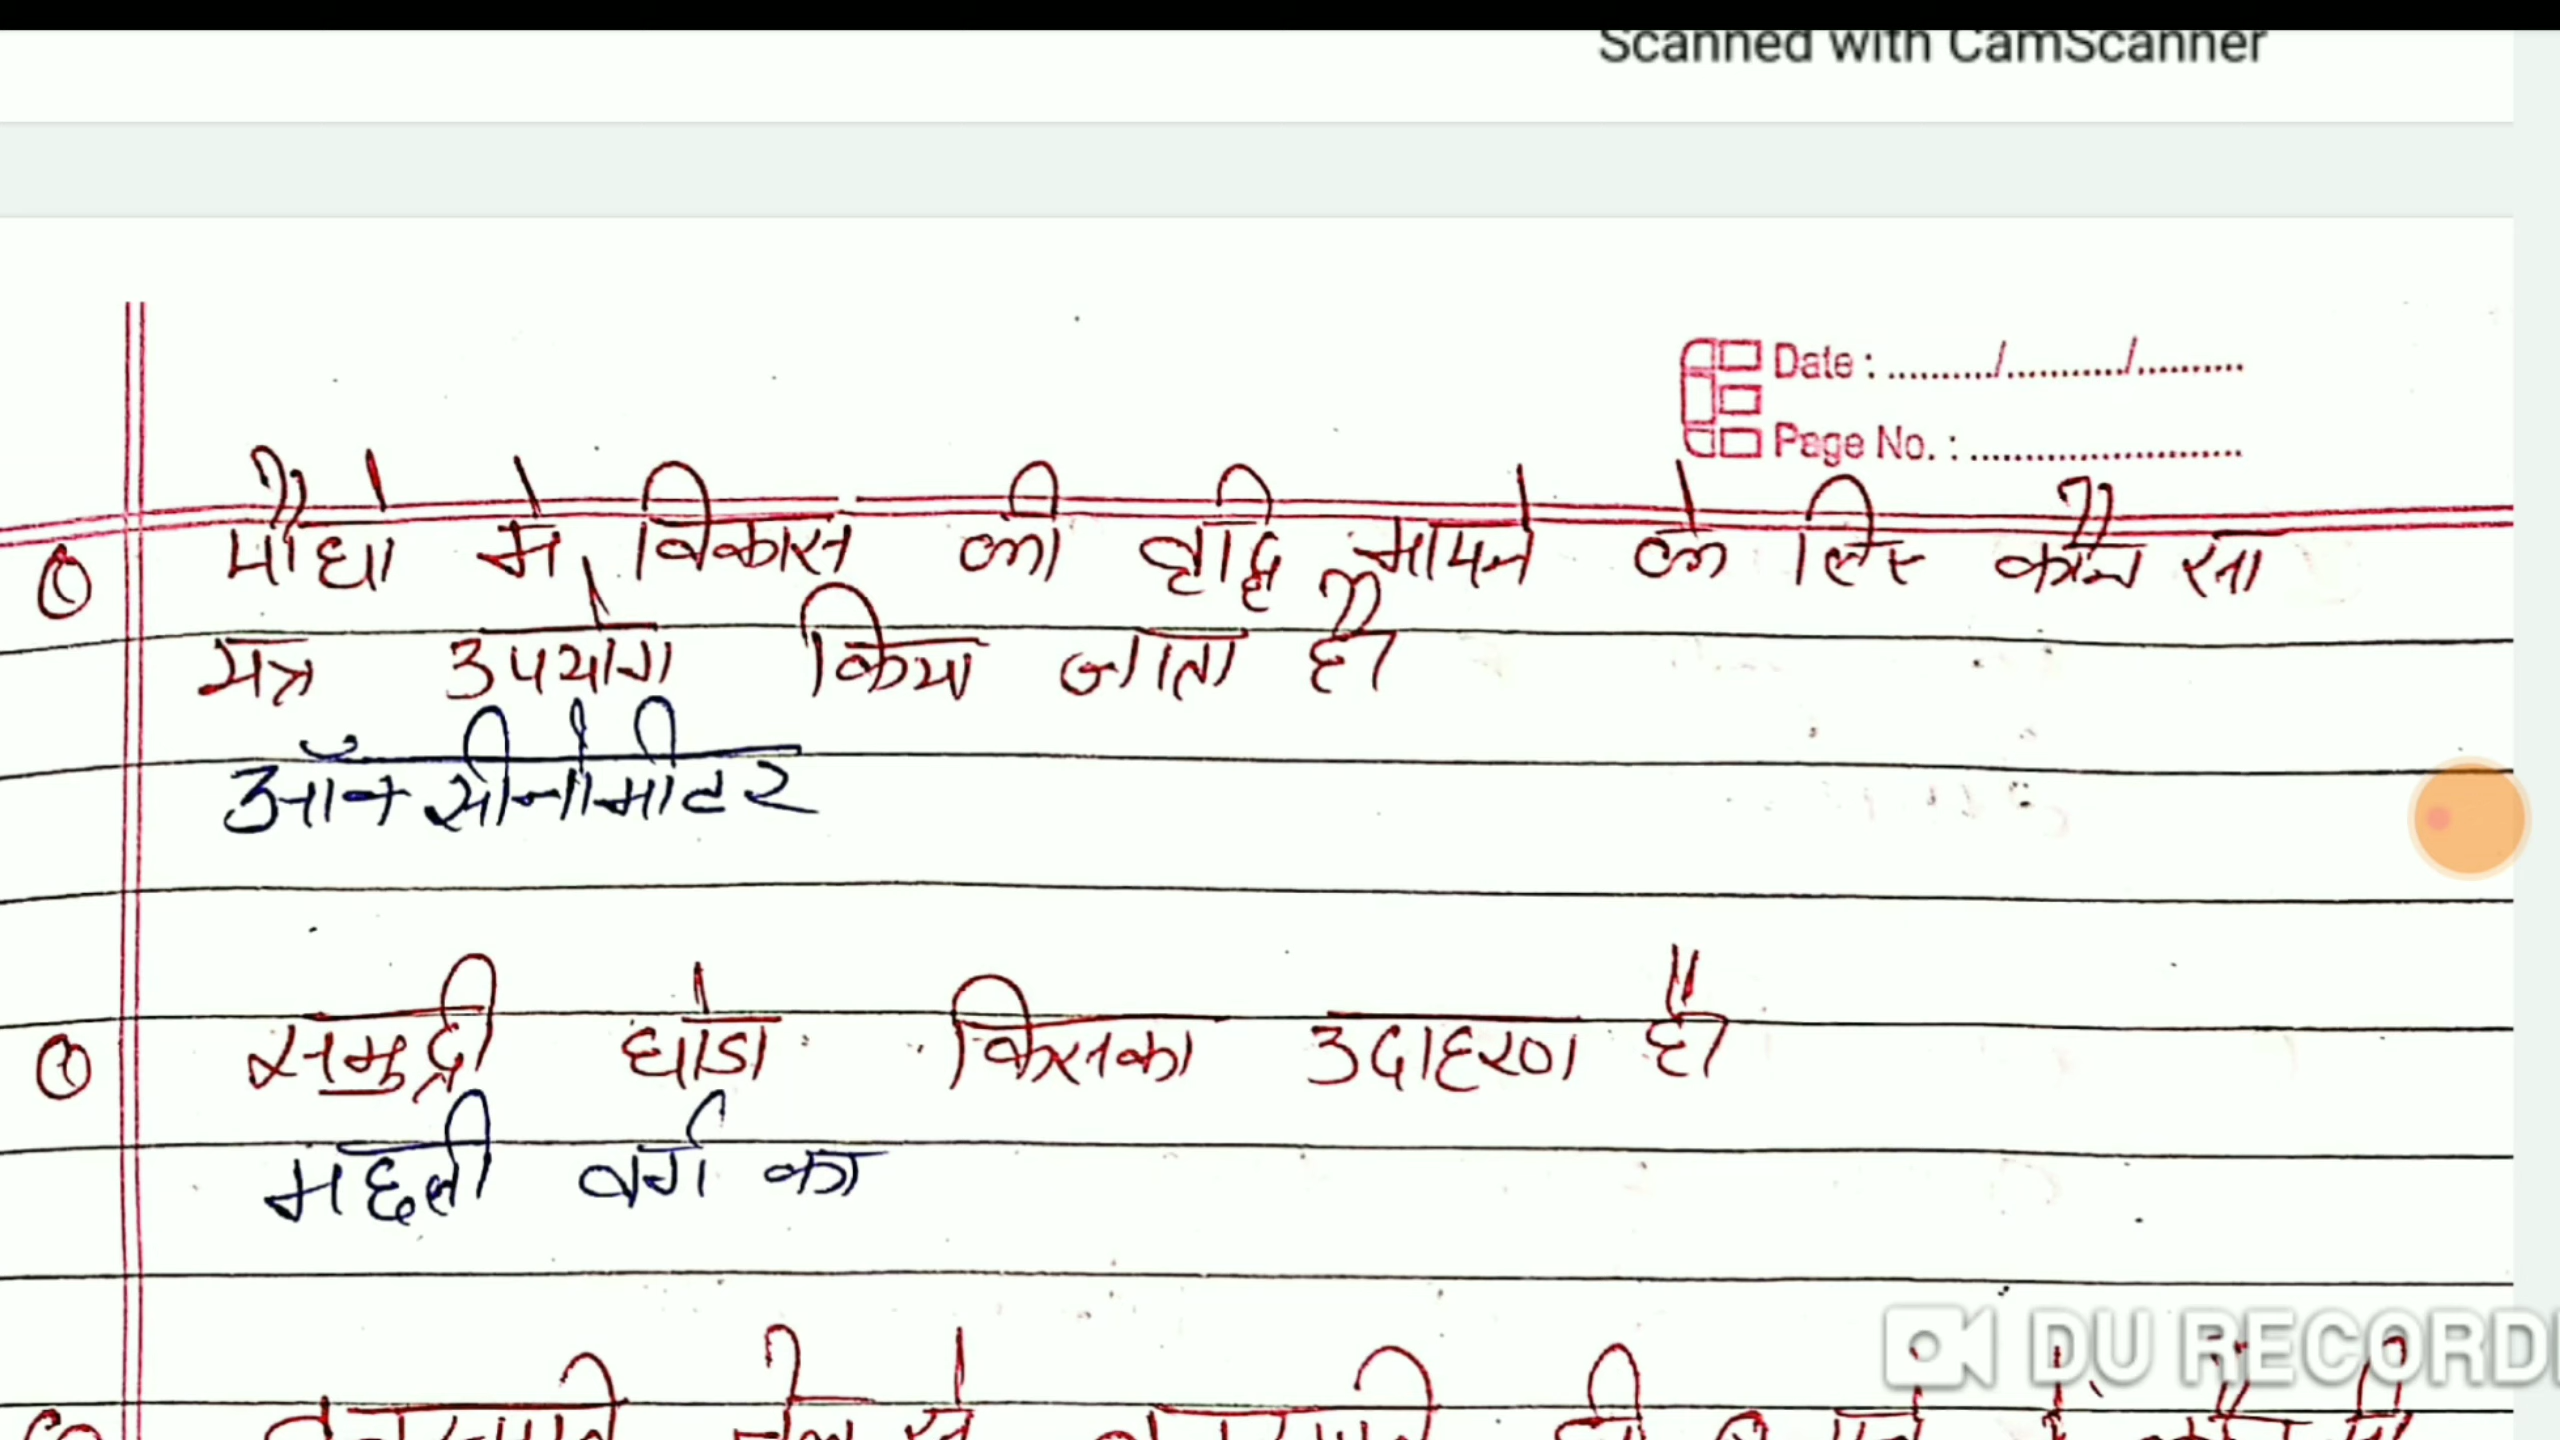 Scanned with CamScanner
Date : ........../........../.........
Page No. : ........................
पौधो मे विकास की वृद्धि मापने के लिए कौन सा
यंत्र उपयोग किया जाता है
ऑक्सीनोमीटर
समुद्री घोडा किसका उदाहरण है
मछली वर्ग का
DU RECORD